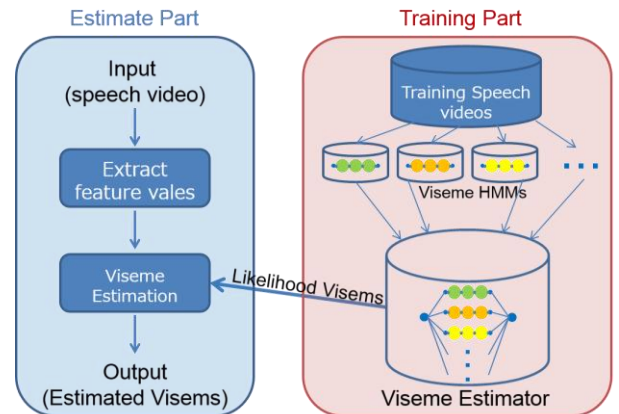 Estimate Part
Input
(speech video)
Extract
feature vales
Viseme
Estimation
Output
(Estimated Visems)
Likelihood Visems
Training Part
Training Speech
videos
Viseme HMMs
Viseme Estimator